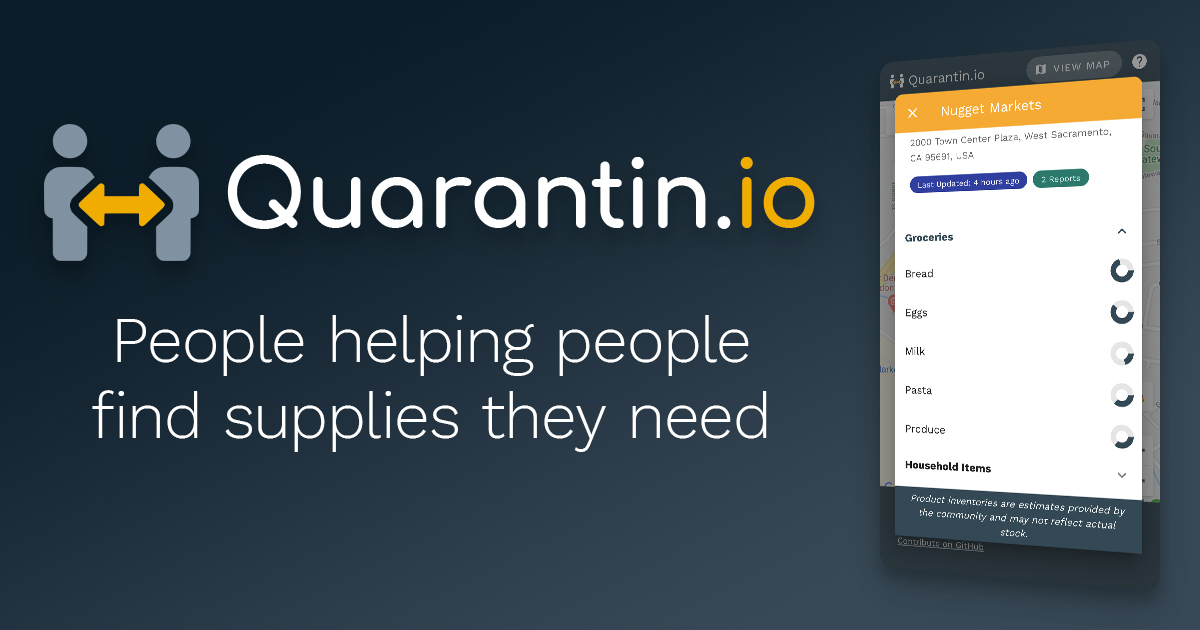 Quarantin.io
People helping people
find supplies they need
Quarantin.io
VIEW MAP
?
Nugget Markets
2000 Town Center Plaza, West Sacramento,
CA 95691, USA
Last Updated: 4 hours ago
2 Reports
Groceries
Bread
Eggs
Milk
Pasta
Produce
Household Items
Product inventories are estimates provided by
the community and may not reflect actual
stock.
Contribute on GitHub